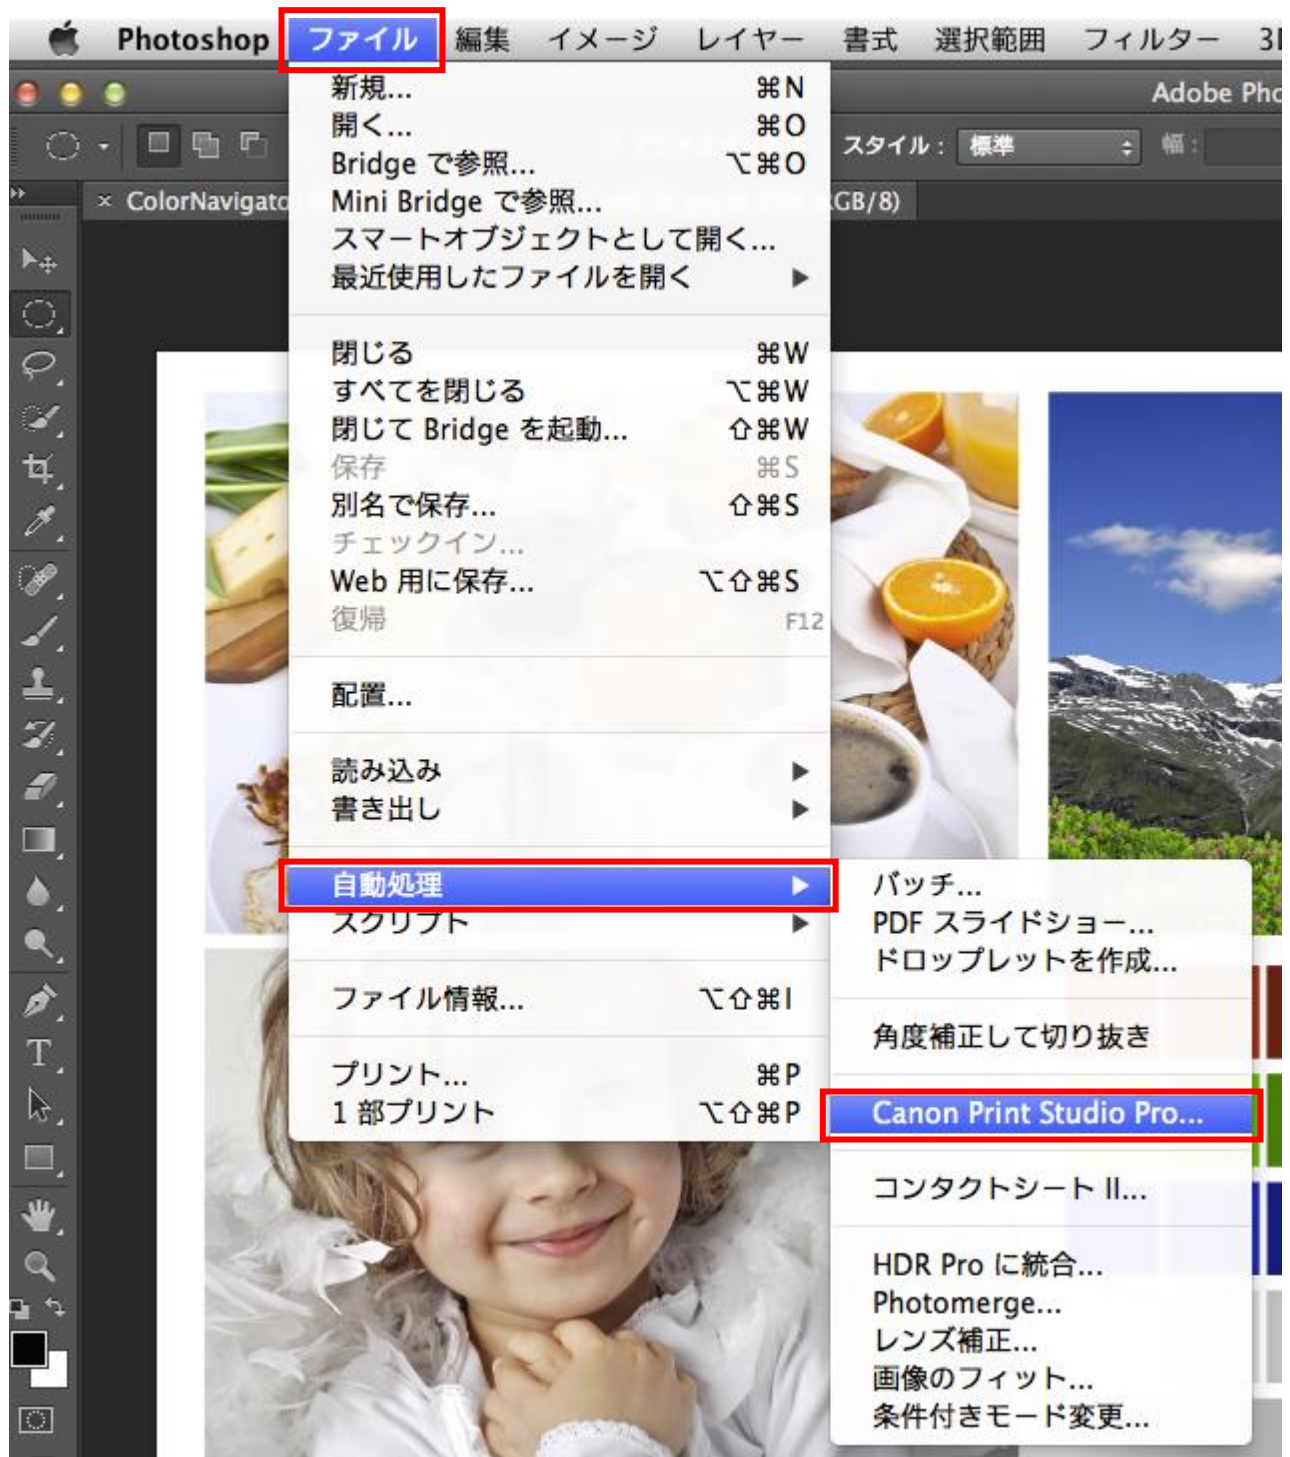 Photoshop ファイル 編集 イメージ レイヤー 書式 選択範囲 フィルター
Adobe
スタイル： 標準 幅：
× ColorNavigato
GB/8)
新規... ⌘N
開く... ⌘O
Bridge で参照... ⌥⌘O
Mini Bridge で参照...
スマートオブジェクトとして開く...
最近使用したファイルを開く ▶
閉じる ⌘W
すべてを閉じる ⌥⌘W
閉じて Bridge を起動... ⇧⌘W
保存 ⌘S
別名で保存... ⇧⌘S
チェックイン...
Web 用に保存... ⌥⇧⌘S
復帰 F12
配置...
読み込み ▶
書き出し ▶
自動処理 ▶
スクリプト ▶
ファイル情報... ⌥⇧⌘I
プリント... ⌘P
1 部プリント ⌥⇧⌘P
バッチ...
PDF スライドショー...
ドロップレットを作成...
角度補正して切り抜き
Canon Print Studio Pro...
コンタクトシート II...
HDR Pro に統合...
Photomerge...
レンズ補正...
画像のフィット...
条件付きモード変更...